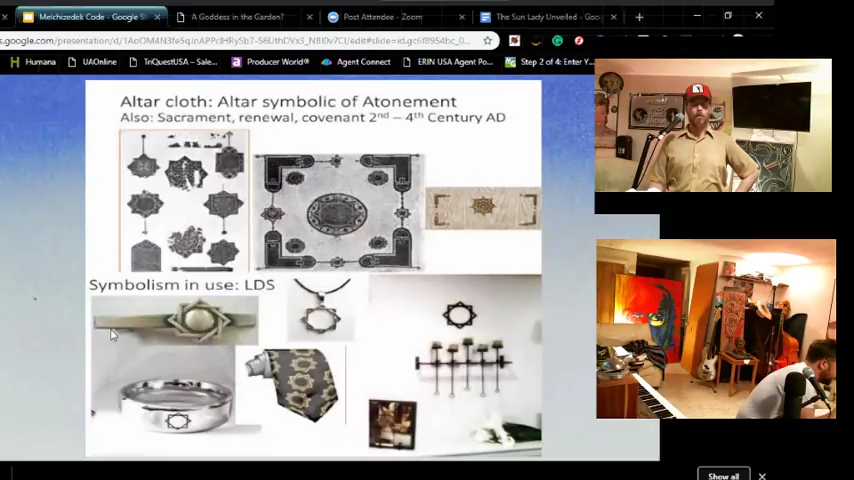 Melchizedek Code - Google Sl
A Goddess in the Garden?
Post Attendee - Zoom
The Sun Lady Unveiled - Goo
Humana
UAOnline
TriQuestUSA – Sale...
Producer World®
Agent Connect
ERIN USA Agent Po...
Step 2 of 4: Enter Y...
Altar cloth: Altar symbolic of Atonement
Also: Sacrament, renewal, covenant 2nd – 4th Century AD
Symbolism in use: LDS
Show all